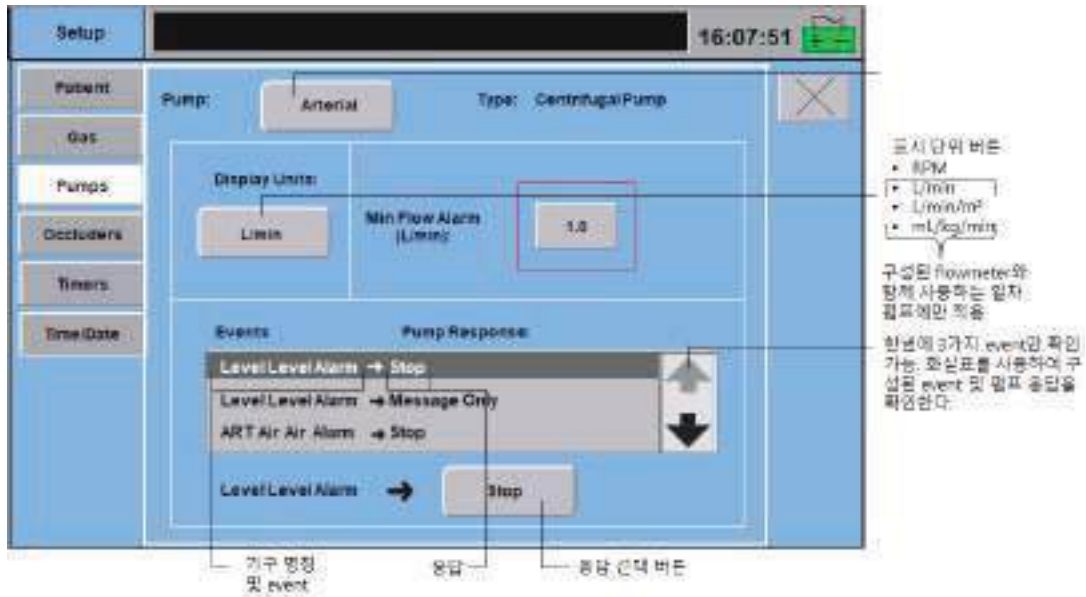 Setup
16:07:51
Patient
Gas
Pumps
Occluders
Timers
Time/Date
Pump: Arterial Type: Centrifugal Pump
Display Units:
L/min
Min Flow Alarm
(L/min):
1.0
Events Pump Response:
Level Level Alarm → Stop
Level Level Alarm → Message Only
ART Air Air Alarm → Stop
Level Level Alarm → Stop
표시 단위 버튼
• RPM
• L/min
• L/min/m²
• mL/kg/min
구성된 flowmeter와
함께 사용하는 일차
펌프에만 적용
한번에 3가지 event만 확인
가능. 화살표를 사용하여 구
성된 event 및 펌프 응답을
확인한다.
기구 명칭
및 event
응답
응답 선택 버튼